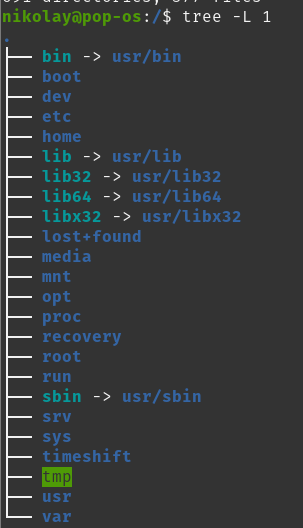 nikolay@pop-os:/$ tree -L 1
.
├── bin -> usr/bin
├── boot
├── dev
├── etc
├── home
├── lib -> usr/lib
├── lib32 -> usr/lib32
├── lib64 -> usr/lib64
├── libx32 -> usr/libx32
├── lost+found
├── media
├── mnt
├── opt
├── proc
├── recovery
├── root
├── run
├── sbin -> usr/sbin
├── srv
├── sys
├── timeshift
├── tmp
├── usr
└── var